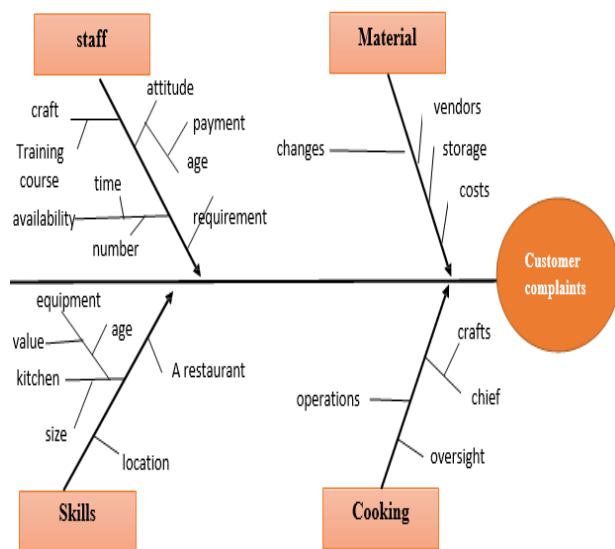 staff
Material
attitude
craft
payment
Training
course
age
time
availability
number
requirement
vendors
changes
storage
costs
Customer
complaints
equipment
value
age
kitchen
A restaurant
size
location
crafts
operations
chief
oversight
Skills
Cooking